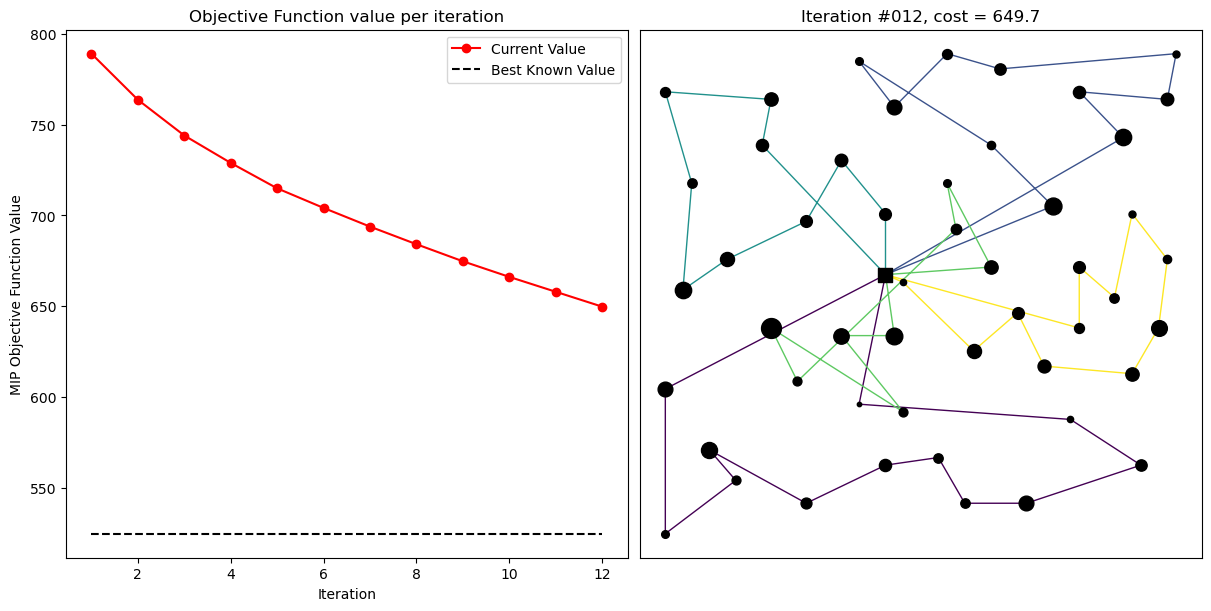 Objective Function value per iteration
Current Value
Best Known Value
MIP Objective Function Value
800
750
700
650
600
550
2 4 6 8 10 12
Iteration
Iteration #012, cost = 649.7